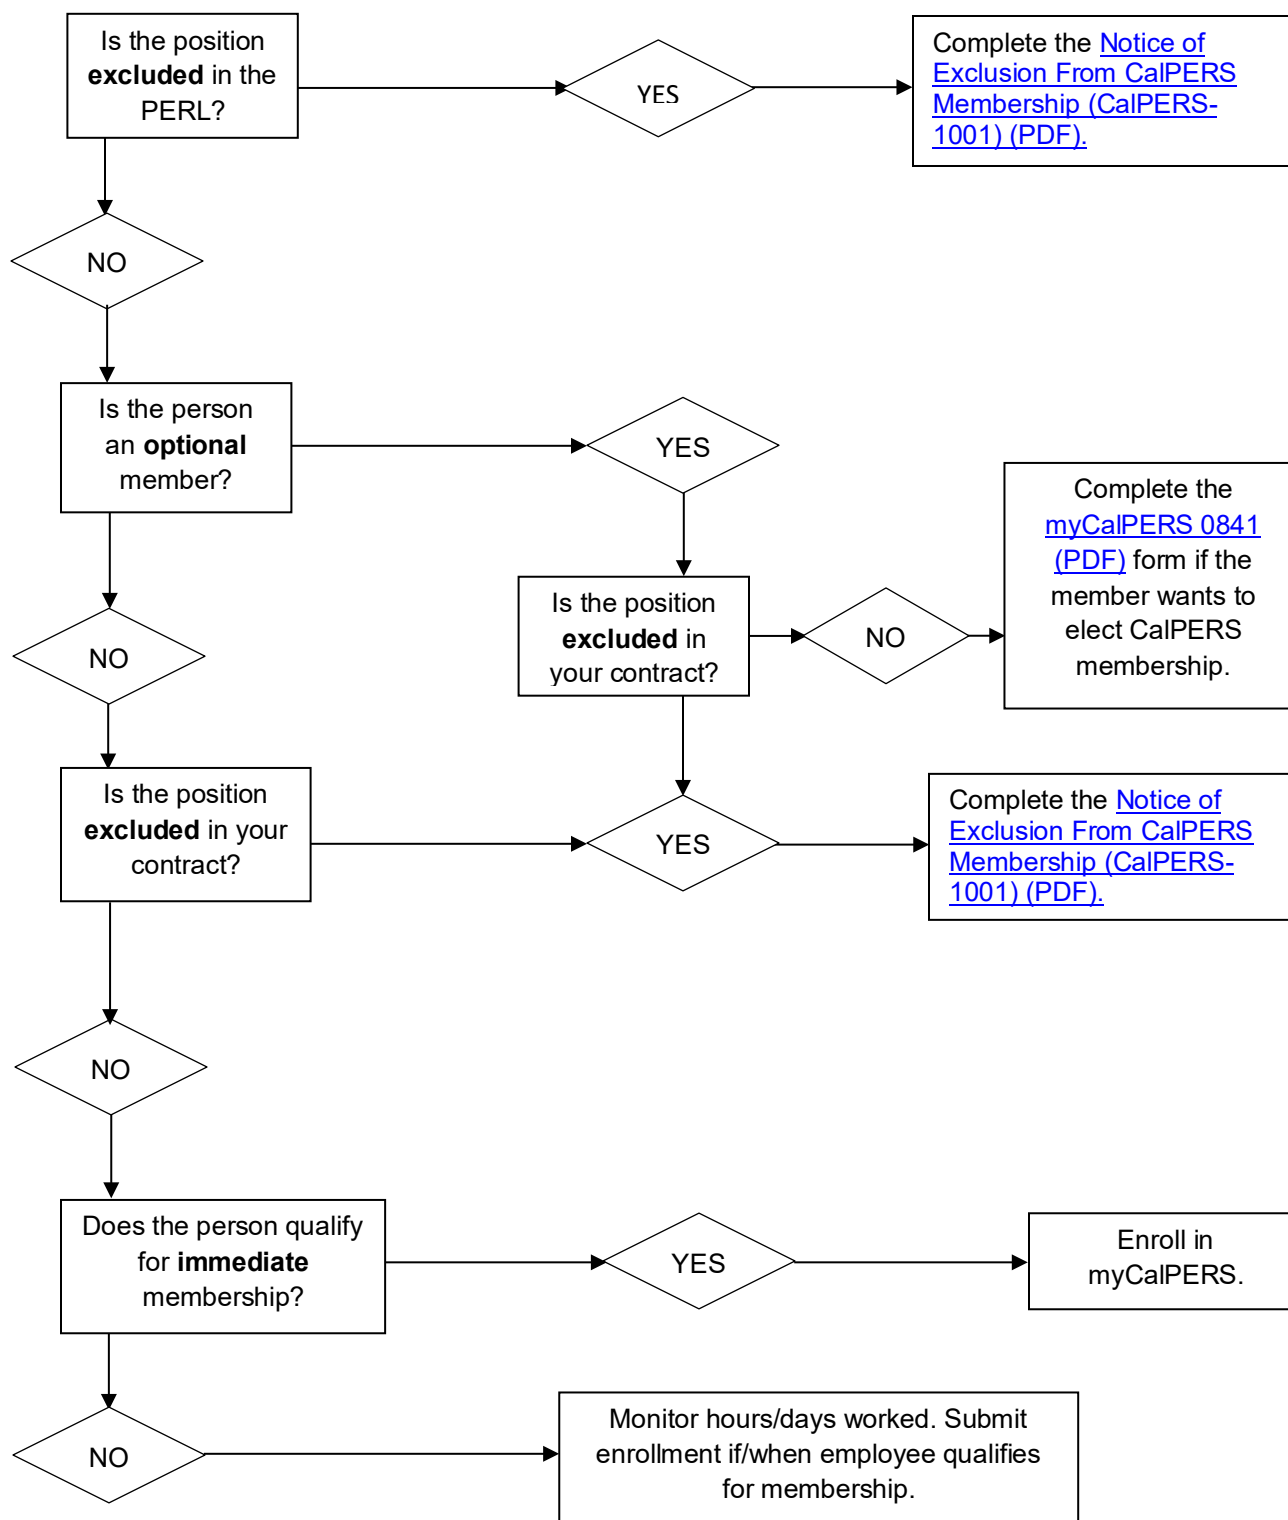 Is the position
excluded in the
PERL?
YES
Complete the Notice of
Exclusion From CalPERS
Membership (CalPERS-
1001) (PDF).
NO
Is the person
an optional
member?
YES
Complete the
myCalPERS 0841
(PDF) form if the
member wants to
elect CalPERS
membership.
Is the position
excluded in
your contract?
NO
NO
Is the position
excluded in your
contract?
YES
Complete the Notice of
Exclusion From CalPERS
Membership (CalPERS-
1001) (PDF).
NO
Does the person qualify
for immediate
membership?
YES
Enroll in
myCalPERS.
NO
Monitor hours/days worked. Submit
enrollment if/when employee qualifies
for membership.